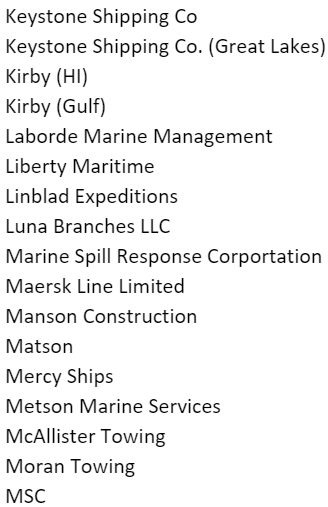 Keystone Shipping Co
Keystone Shipping Co. (Great Lakes)
Kirby (HI)
Kirby (Gulf)
Laborde Marine Management
Liberty Maritime
Linblad Expeditions
Luna Branches LLC
Marine Spill Response Corportation
Maersk Line Limited
Manson Construction
Matson
Mercy Ships
Metson Marine Services
McAllister Towing
Moran Towing
MSC